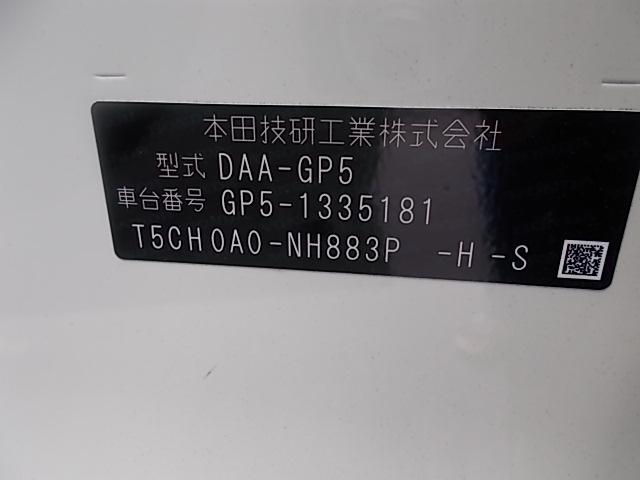 本田技研工業株式会社
型式 DAA-GP5
車台番号 GP5-1335181
T5CH0A0-NH883P -H -S